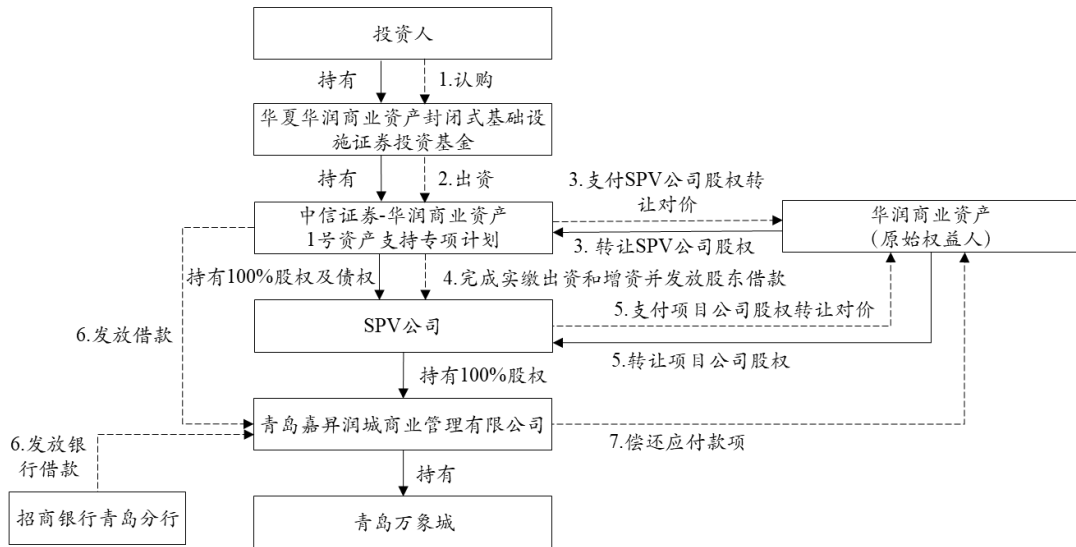 投资人
持有
1.认购
华夏华润商业资产封闭式基础设
施证券投资基金
持有
2.出资
3.支付SPV公司股权转
让对价
中信证券-华润商业资产
1号资产支持专项计划
华润商业资产
（原始权益人）
3. 转让SPV公司股权
持有100%股权及债权
4.完成实缴出资和增资并发放股东借款
SPV公司
5.支付项目公司股权转让对价
6.发放借款
5.转让项目公司股权
持有100%股权
青岛嘉昇润城商业管理有限公司
6.发放银
行借款
7.偿还应付款项
持有
招商银行青岛分行
青岛万象城